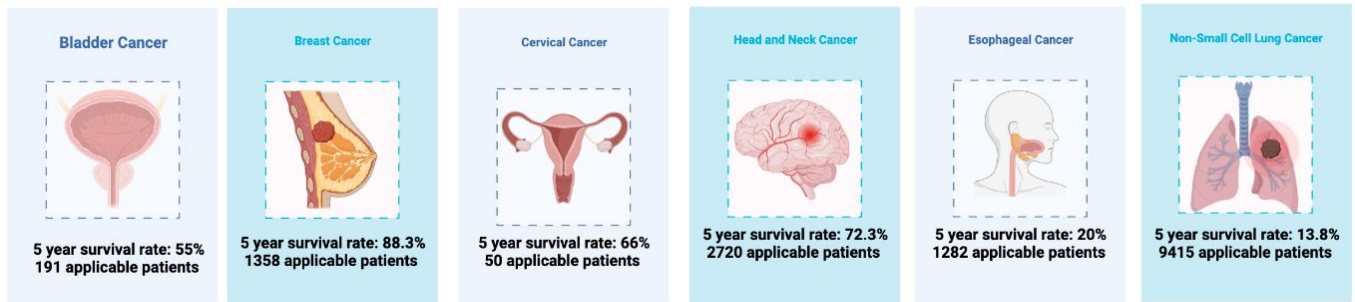 Bladder Cancer
5 year survival rate: 55%
191 applicable patients
Breast Cancer
5 year survival rate: 88.3%
1358 applicable patients
Cervical Cancer
5 year survival rate: 66%
50 applicable patients
Head and Neck Cancer
5 year survival rate: 72.3%
2720 applicable patients
Esophageal Cancer
5 year survival rate: 20%
1282 applicable patients
Non-Small Cell Lung Cancer
5 year survival rate: 13.8%
9415 applicable patients